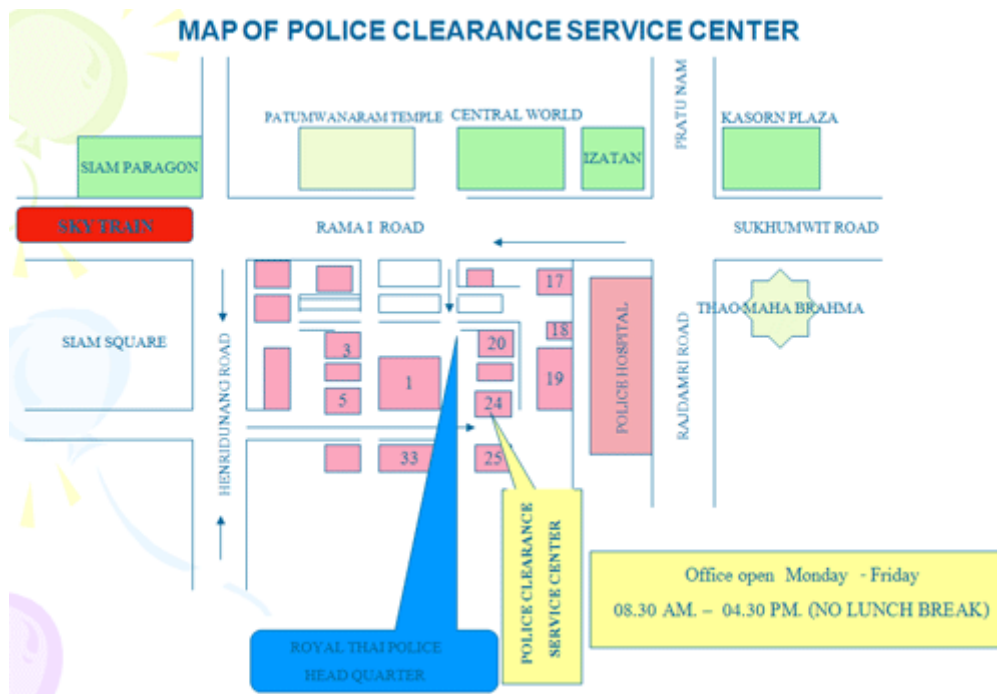 MAP OF POLICE CLEARANCE SERVICE CENTER
PRATU NAM
PATUMWANARAM TEMPLE
CENTRAL WORLD
KASORN PLAZA
SIAM PARAGON
IZATAN
SKY TRAIN
RAMA I ROAD
SUKHUMWIT ROAD
17
THAO MAHA BRAHMA
18
SIAM SQUARE
3
20
HENRIDUNANG ROAD
1
19
POLICE HOSPITAL
RAJDAMRI ROAD
5
24
33
25
POLICE CLEARANCE
SERVICE CENTER
Office open Monday - Friday
08.30 AM. – 04.30 PM. (NO LUNCH BREAK)
ROYAL THAI POLICE
HEAD QUARTER